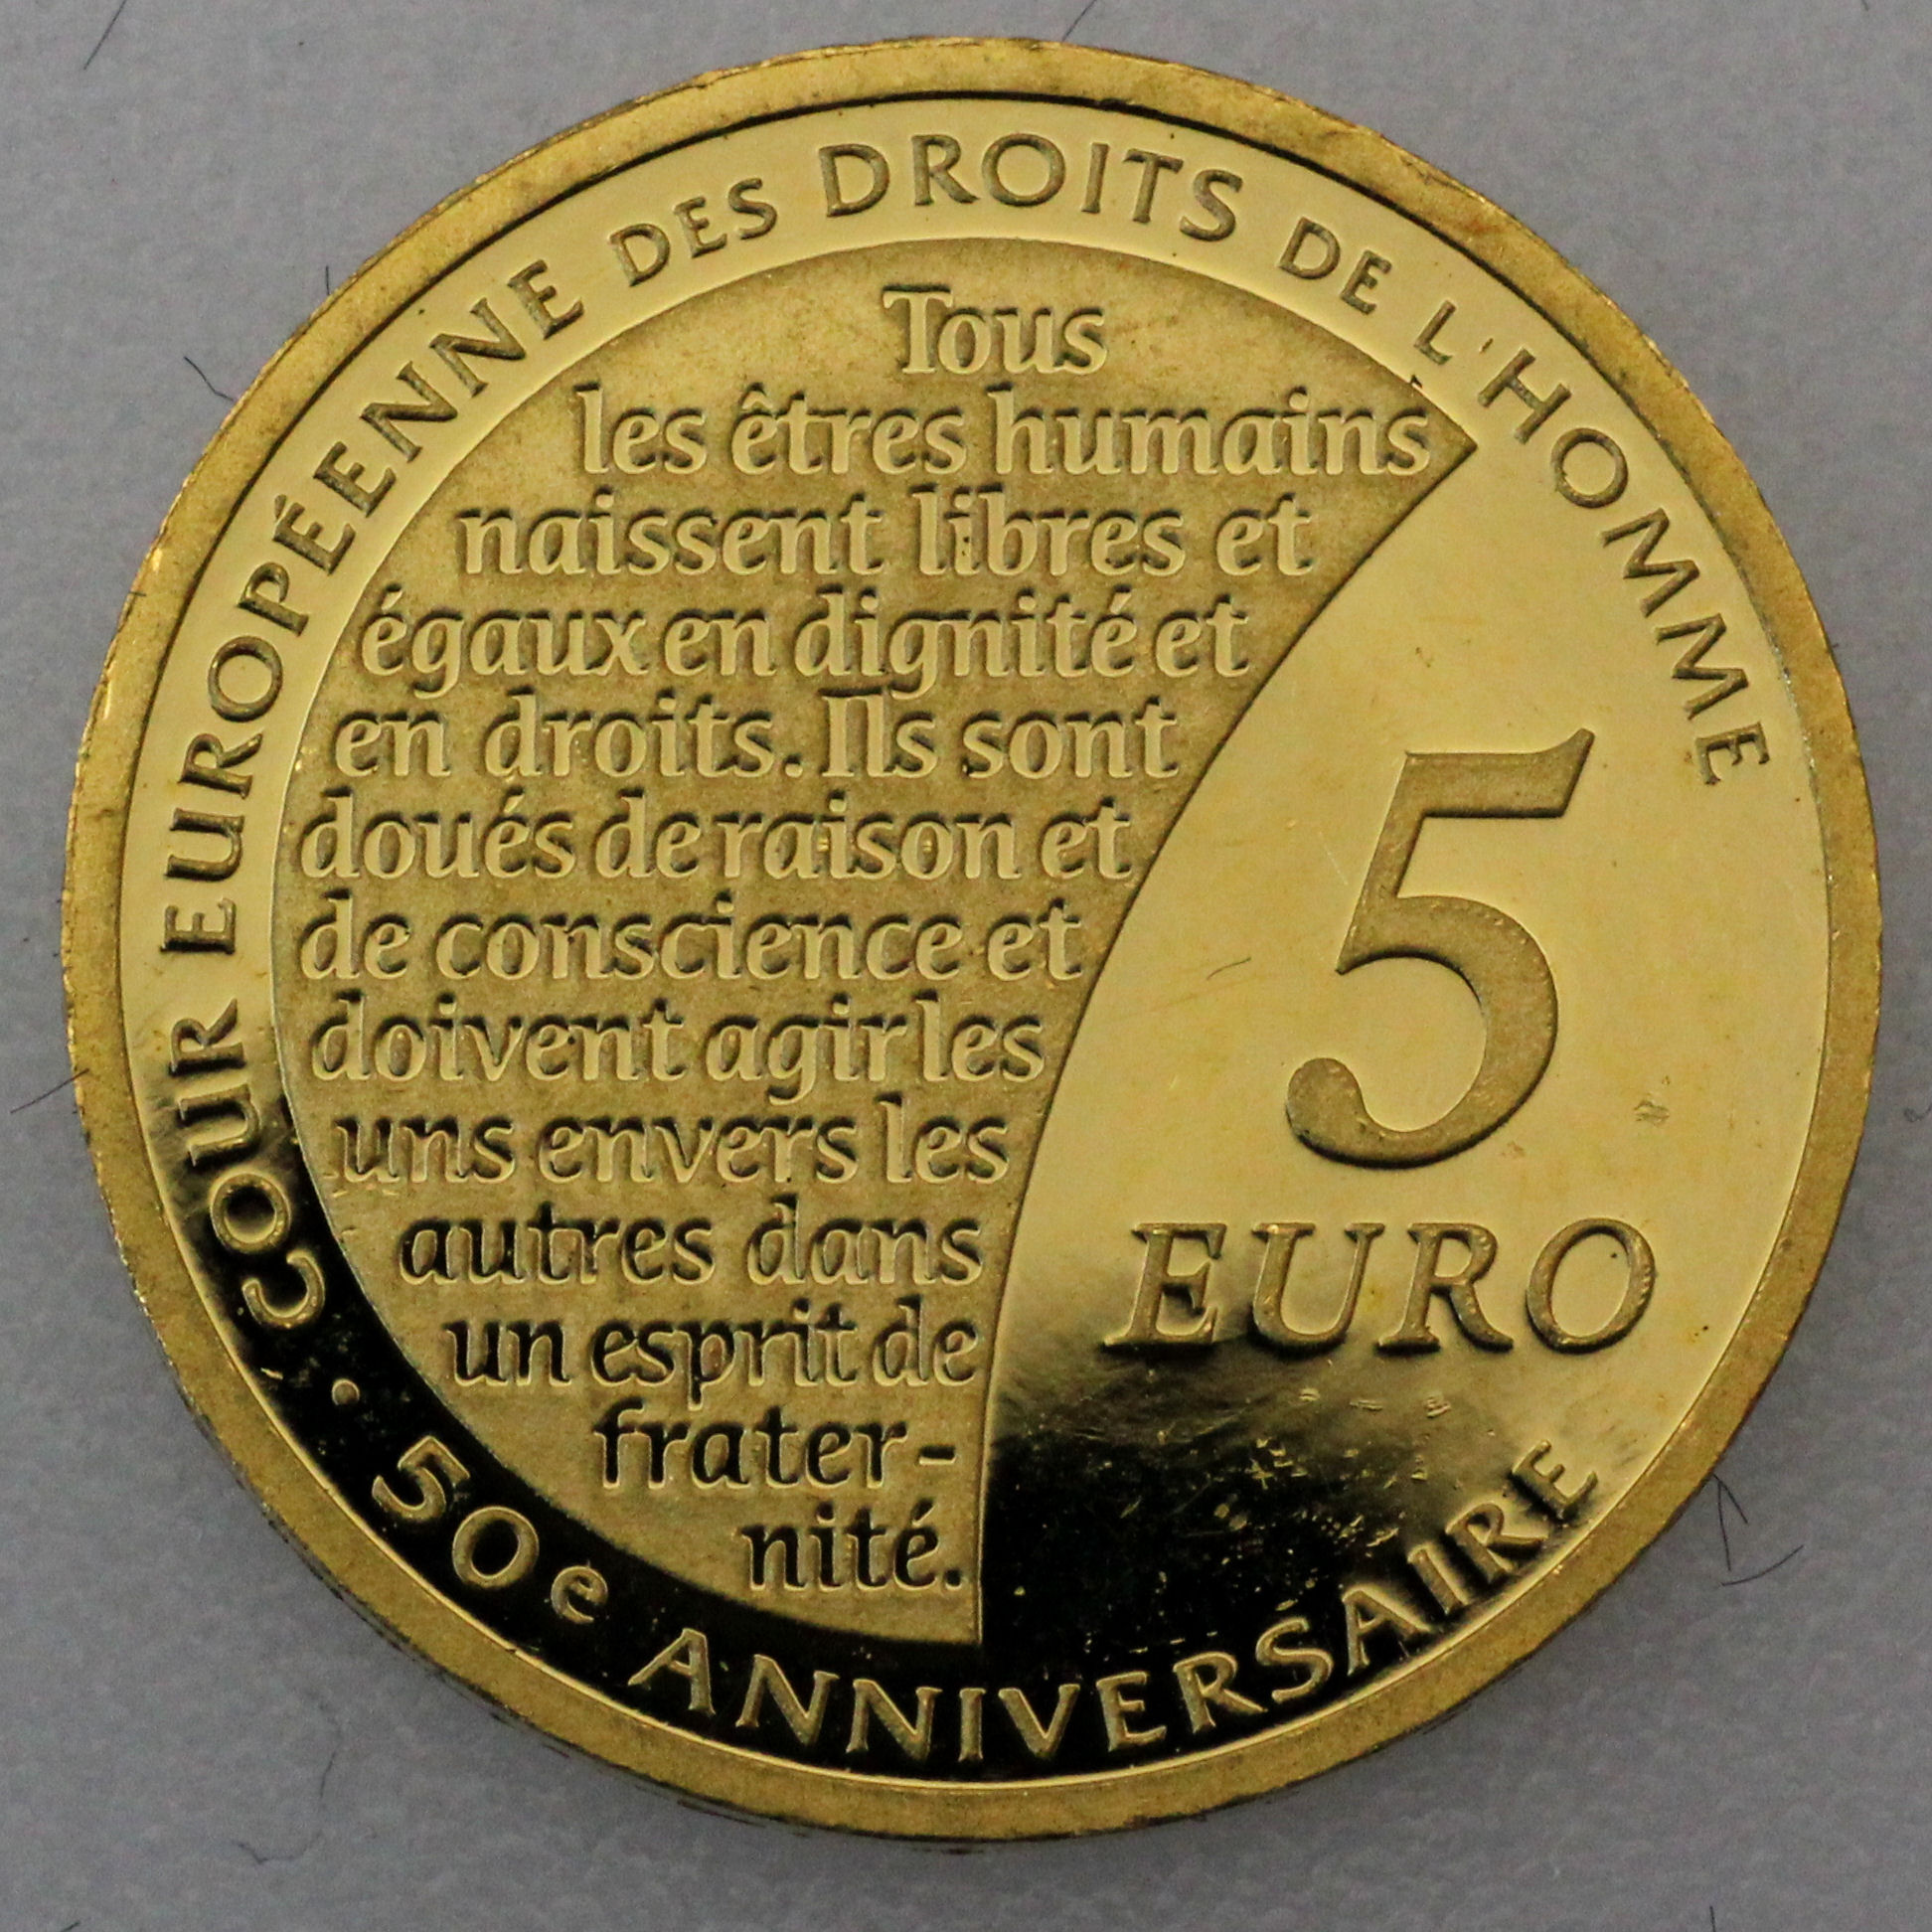 COUR EUROPÉENNE DES DROITS DE L'HOMME
Tous
les êtres humains
naissent libres et
égaux en dignité et
en droits. Ils sont
doués de raison et
de conscience et
doivent agir les
uns envers les
autres dans
un esprit de
frater-
nité.
5
EURO
· 50e ANNIVERSAIRE